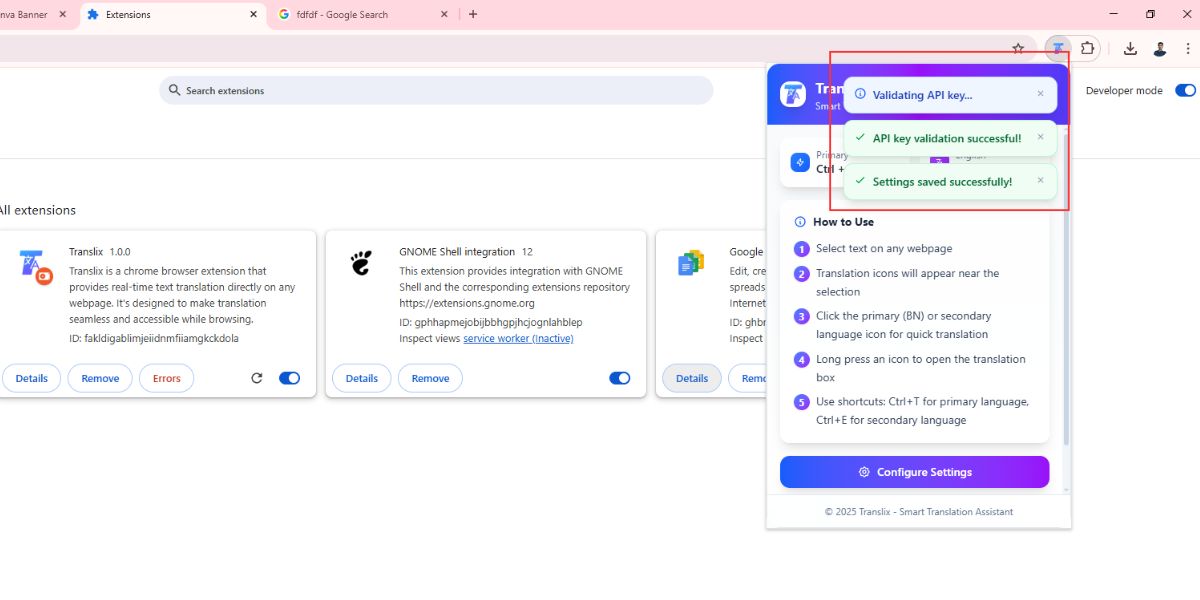 nva Banner
Extensions
fdfdf - Google Search
Search extensions
Developer mode
Smart
Validating API key...
API key validation successful!
Settings saved successfully!
Primary
Ctrl +
English
How to Use
1 Select text on any webpage
2 Translation icons will appear near the
selection
3 Click the primary (BN) or secondary
language icon for quick translation
4 Long press an icon to open the translation
box
5 Use shortcuts: Ctrl+T for primary language,
Ctrl+E for secondary language
Configure Settings
© 2025 Translix - Smart Translation Assistant
All extensions
Translix 1.0.0
Translix is a chrome browser extension that
provides real-time text translation directly on any
webpage. It's designed to make translation
seamless and accessible while browsing.
ID: fakldigablimjeiidnmfiiamgkckdola
Details
Remove
Errors
GNOME Shell integration 12
This extension provides integration with GNOME
Shell and the corresponding extensions repository
https://extensions.gnome.org
ID: gphhapmejobijbbhgpjhcjognlahblep
Inspect views service worker (Inactive)
Details
Remove
Google
Edit, cre
spreads
Internet
ID: ghbr
Inspect
Details